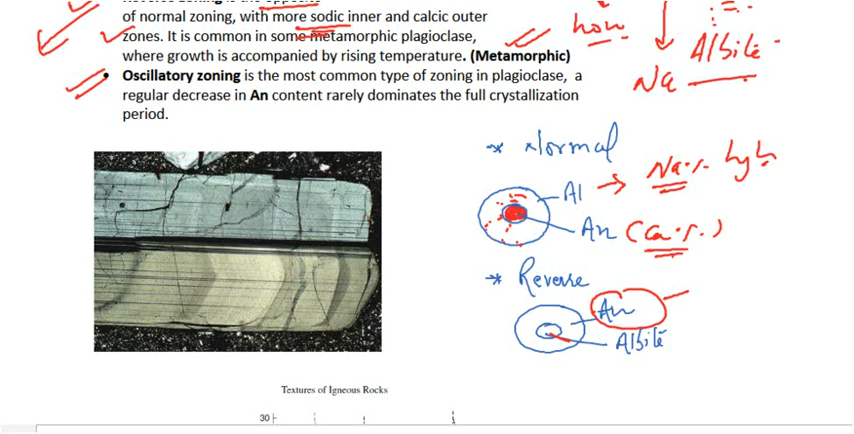 of normal zoning, with more sodic inner and calcic outer
zones. It is common in some metamorphic plagioclase,
where growth is accompanied by rising temperature. (Metamorphic)
• Oscillatory zoning is the most common type of zoning in plagioclase, a
regular decrease in An content rarely dominates the full crystallization
period.
Albite
Na
* Normal
Al → Na
An (Ca
* Reverse
An
Albite
Textures of Igneous Rocks
30